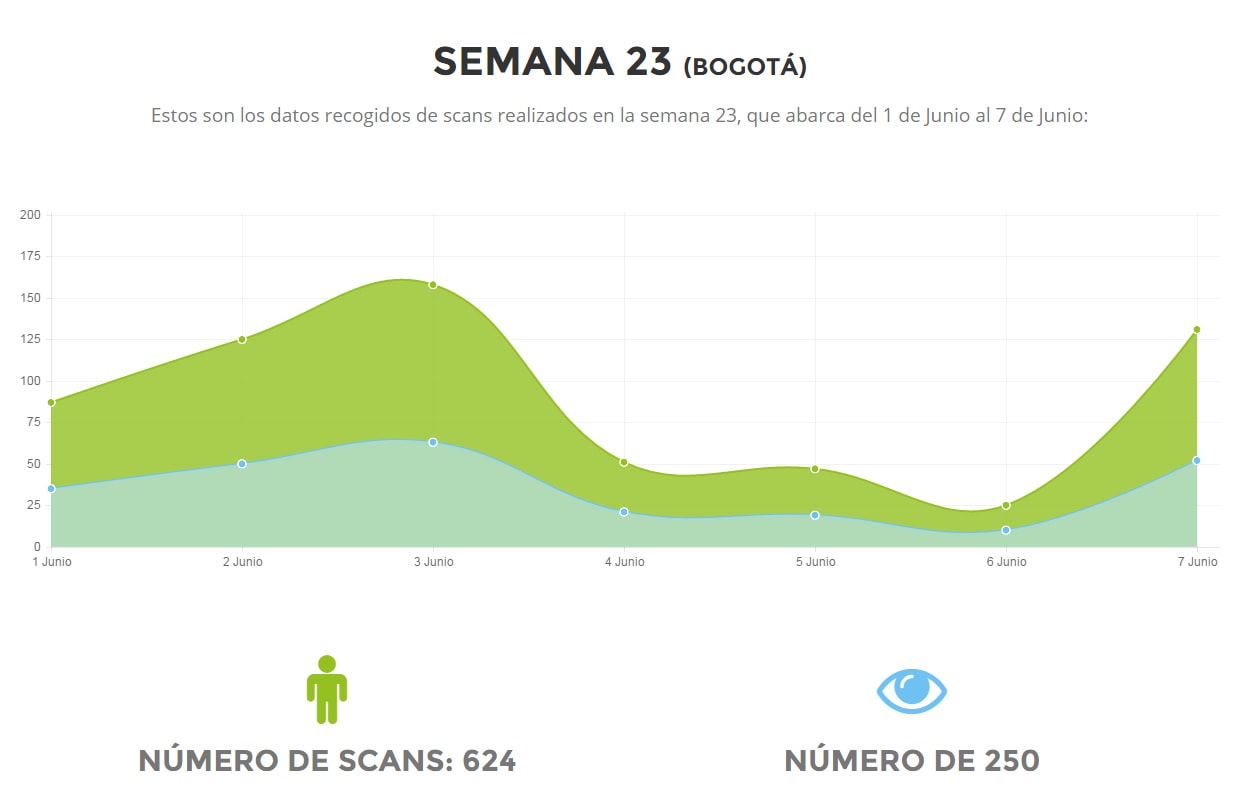 SEMANA 23 (BOGOTÁ)
Estos son los datos recogidos de scans realizados en la semana 23, que abarca del 1 de Junio al 7 de Junio:
200
175
150
125
100
75
50
25
0
1 Junio 2 Junio 3 Junio 4 Junio 5 Junio 6 Junio 7 Junio
NÚMERO DE SCANS: 624
NÚMERO DE 250